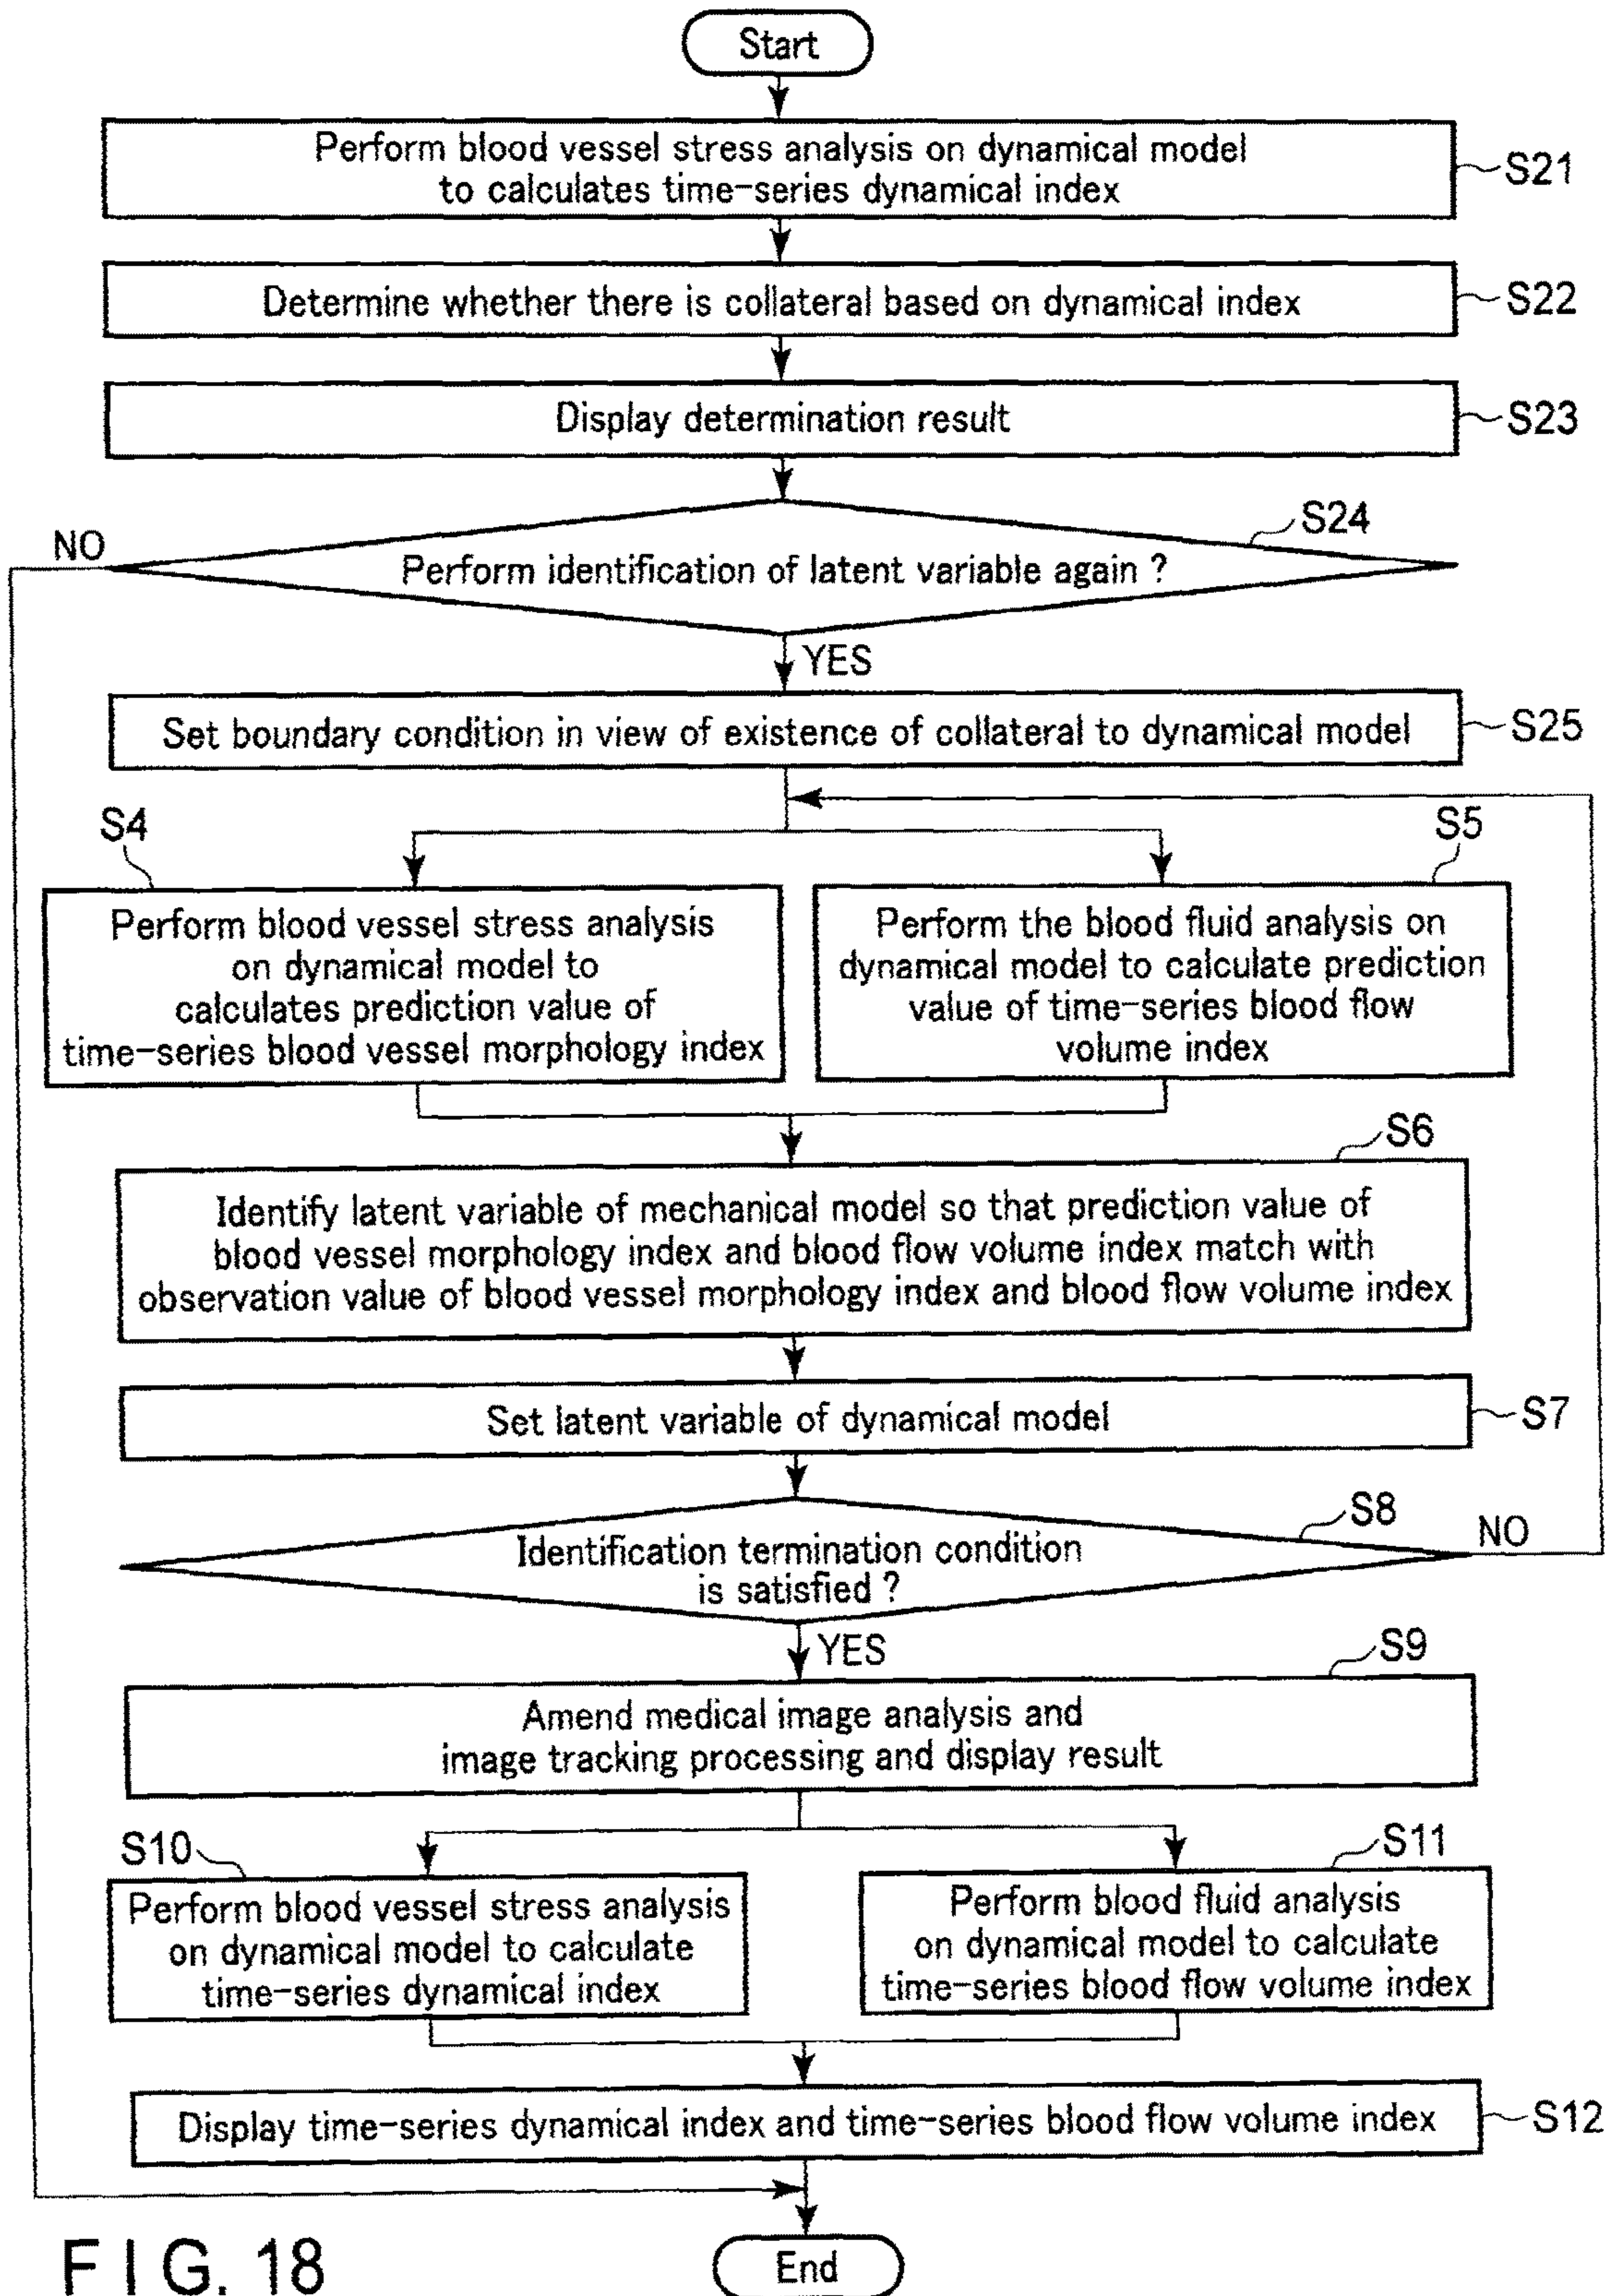 Start
Perform blood vessel stress analysis on dynamical model
to calculates time-series dynamical index
S21
Determine whether there is collateral based on dynamical index
S22
Display determination result
S23
S24
NO
Perform identification of latent variable again ?
YES
Set boundary condition in view of existence of collateral to dynamical model
S25
S4
S5
Perform blood vessel stress analysis
on dynamical model to
calculates prediction value of
time-series blood vessel morphology index
Perform the blood fluid analysis on
dynamical model to calculate prediction
value of time-series blood flow
volume index
S6
Identify latent variable of mechanical model so that prediction value of
blood vessel morphology index and blood flow volume index match with
observation value of blood vessel morphology index and blood flow volume index
Set latent variable of dynamical model
S7
S8
NO
Identification termination condition
is satisfied ?
YES
S9
Amend medical image analysis and
image tracking processing and display result
S10
S11
Perform blood vessel stress analysis
on dynamical model to calculate
time-series dynamical index
Perform blood fluid analysis
on dynamical model to calculate
time-series blood flow volume index
Display time-series dynamical index and time-series blood flow volume index
S12
End
FIG. 18